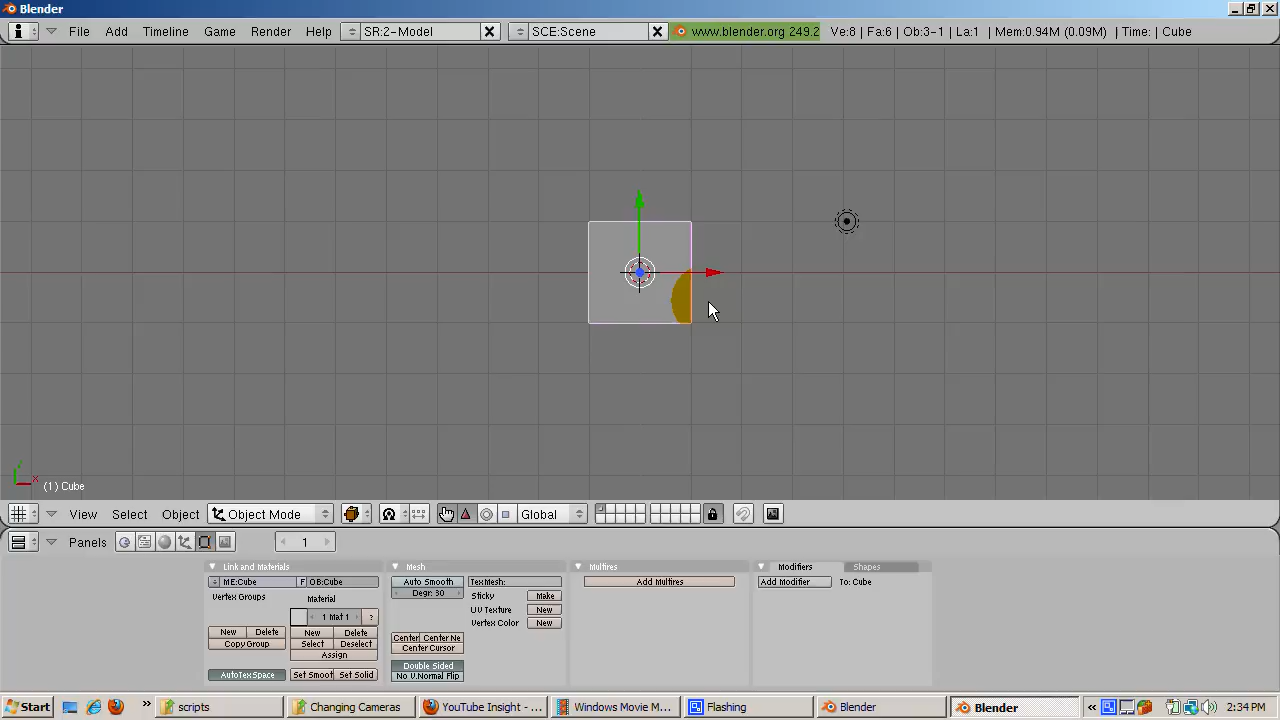 Blender
File Add Timeline Game Render Help SR:2-Model SCE:Scene www.blender.org 249.2 Ve:8 | Fa:6 | Ob:3-1 | La:1 | Mem:0.94M (0.09M) | Time: | Cube
(1) Cube
View Select Object Object Mode Global
Panels 1
Link and Materials Mesh Multires Modifiers Shapes
ME:Cube F OB:Cube Auto Smooth TexMesh: Add Multires Add Modifier To: Cube
Vertex Groups Material Degr: 30 Sticky Make
1 Mat 1 ? UV Texture New
New Delete New Delete Vertex Color New
Copy Group Select Deselect Center Center Ne
Assign Center Cursor
AutoTexSpace Set Smoot Set Solid Double Sided
No V.Normal Flip
Start » scripts Changing Cameras YouTube Insight - ... Windows Movie M... Flashing Blender Blender « 2:34 PM